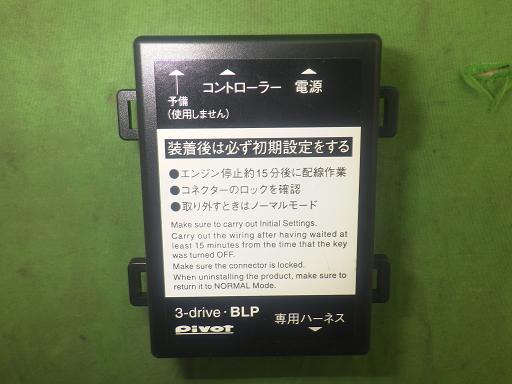 コントローラー 電源
予備
(使用しません)
装着後は必ず初期設定をする
●エンジン停止約15分後に配線作業
●コネクターのロックを確認
●取り外すときはノーマルモード
Make sure to carry out Initial Settings.
Carry out the wiring after having waited at
least 15 minutes from the time that the key
was turned OFF.
Make sure the connector is locked.
When uninstalling the product, make sure to
return it to NORMAL Mode.
3-drive・BLP
Pivot 専用ハーネス